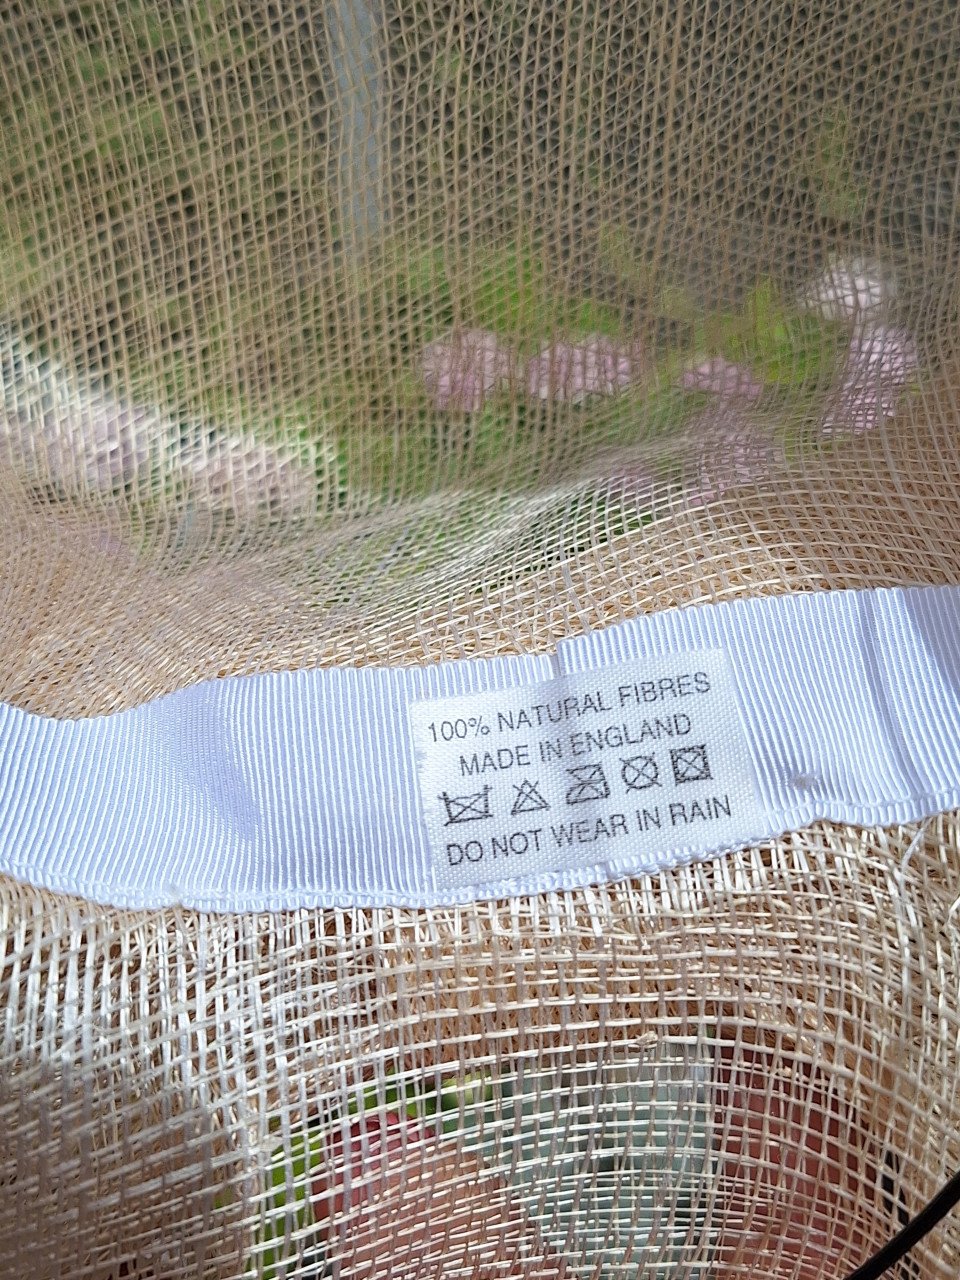 100% NATURAL FIBRES
MADE IN ENGLAND
DO NOT WEAR IN RAIN